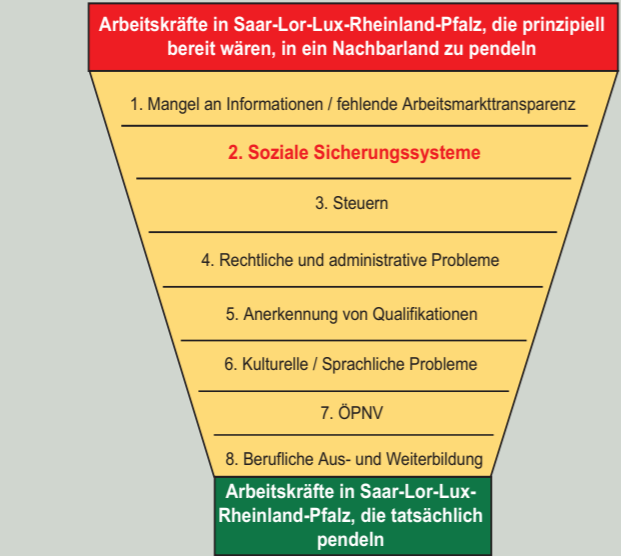 Arbeitskräfte in Saar-Lor-Lux-Rheinland-Pfalz, die prinzipiell
bereit wären, in ein Nachbarland zu pendeln
1. Mangel an Informationen / fehlende Arbeitsmarkttransparenz
2. Soziale Sicherungssysteme
3. Steuern
4. Rechtliche und administrative Probleme
5. Anerkennung von Qualifikationen
6. Kulturelle / Sprachliche Probleme
7. ÖPNV
8. Berufliche Aus- und Weiterbildung
Arbeitskräfte in Saar-Lor-Lux-
Rheinland-Pfalz, die tatsächlich
pendeln